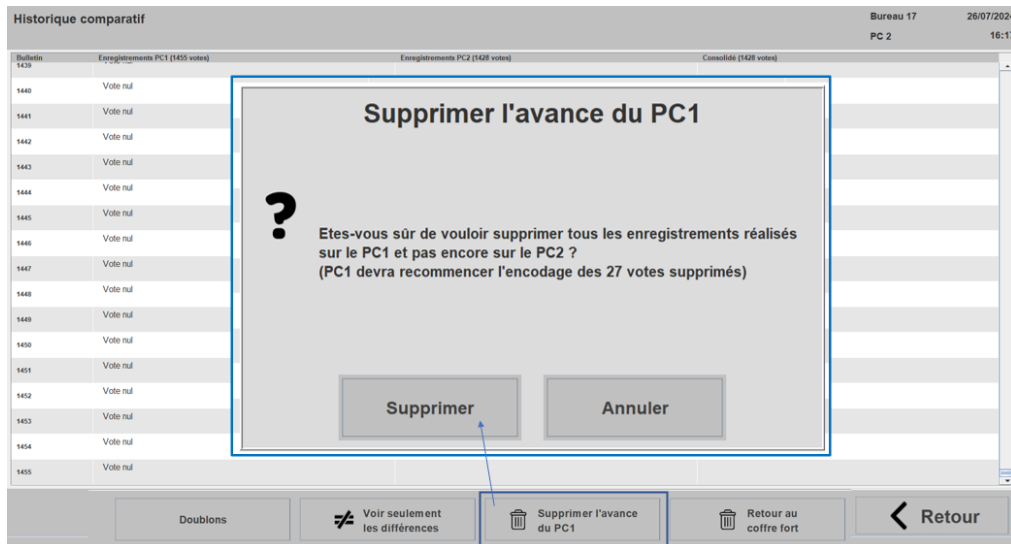 Historique comparatif
Bureau 17
26/07/2024
PC 2
16:17
Bulletin
Enregistrements PC1 (1455 votes)
Enregistrements PC2 (1428 votes)
Consolidé (1428 votes)
1439
1440 Vote nul
1441 Vote nul
1442 Vote nul
1443 Vote nul
1444 Vote nul
1445 Vote nul
1446 Vote nul
1447 Vote nul
1448 Vote nul
1449 Vote nul
1450 Vote nul
1451 Vote nul
1452 Vote nul
1453 Vote nul
1454 Vote nul
1455 Vote nul
Supprimer l'avance du PC1
?
Etes-vous sûr de vouloir supprimer tous les enregistrements réalisés
sur le PC1 et pas encore sur le PC2 ?
(PC1 devra recommencer l'encodage des 27 votes supprimés)
Supprimer
Annuler
Doublons
Voir seulement
les différences
Supprimer l'avance
du PC1
Retour au
coffre fort
Retour